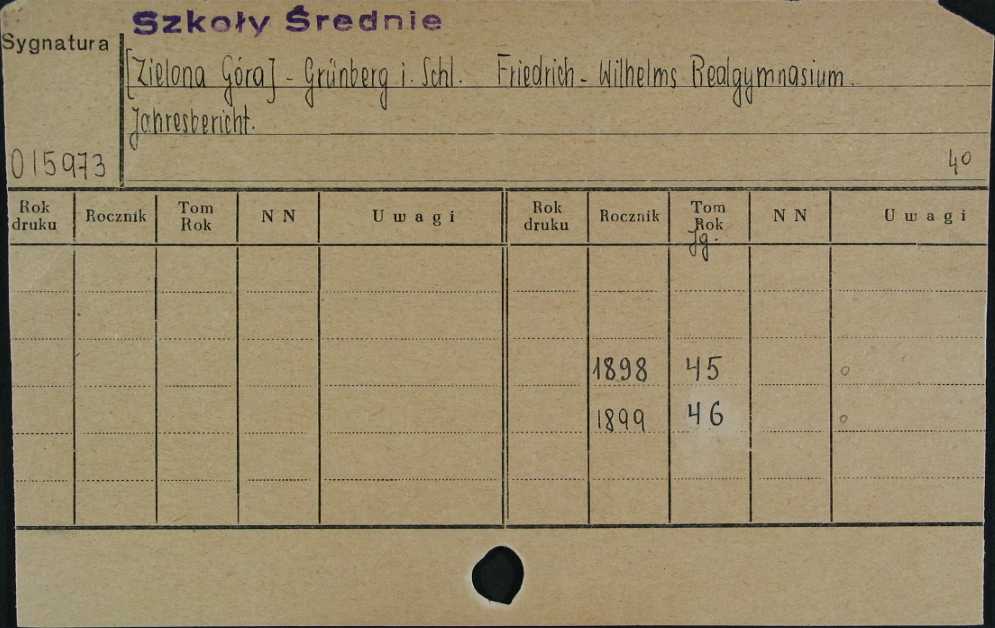 Szkoły Średnie
Sygnatura
[Zielona Góra] - Grünberg i. Schl. Friedrich-Wilhelms Realgymnasium.
Jahresbericht.
015973
4o
Rok druku Rocznik Tom Rok N N Uwagi Rok druku Rocznik Tom Rok N N Uwagi
Jg.
1898 45 o
1899 46 o